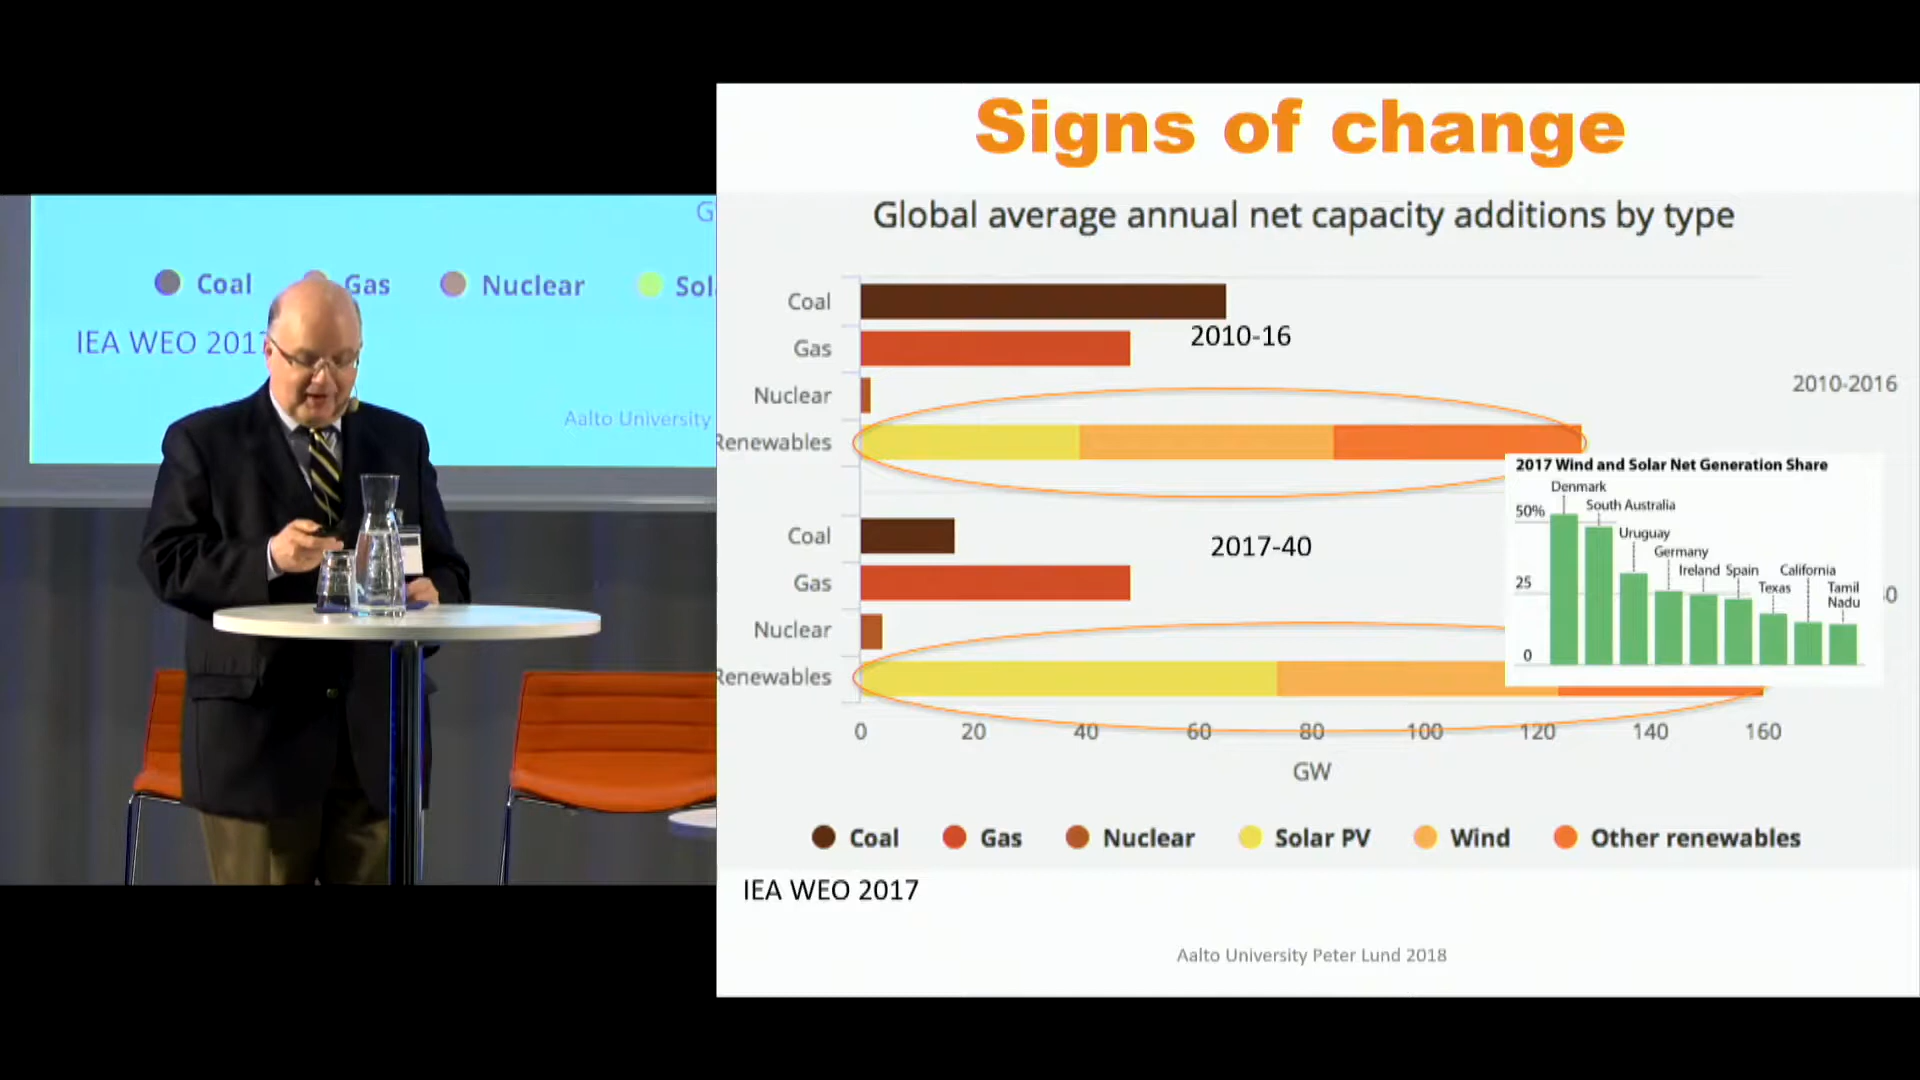 G
Coal
Gas
Nuclear
Sol
IEA WEO 2017
Aalto University
Signs of change
Global average annual net capacity additions by type
Coal
2010-16
Gas
Nuclear
2010-2016
Renewables
Coal
2017-40
Gas
Nuclear
Renewables
0 20 40 60 80 100 120 140 160
GW
2017 Wind and Solar Net Generation Share
Denmark
50%
South Australia
Uruguay
Germany
Ireland Spain California
25
Texas
Tamil
Nadu
0
Coal Gas Nuclear Solar PV Wind Other renewables
IEA WEO 2017
Aalto University Peter Lund 2018